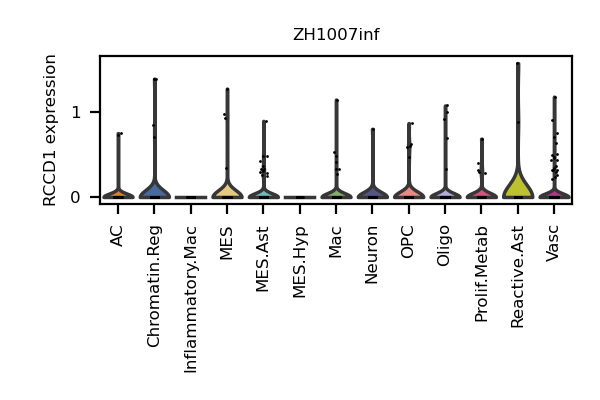 ZH1007inf
RCCD1 expression
1
0
AC
Chromatin.Reg
Inflammatory.Mac
MES
MES.Ast
MES.Hyp
Mac
Neuron
OPC
Oligo
Prolif.Metab
Reactive.Ast
Vasc